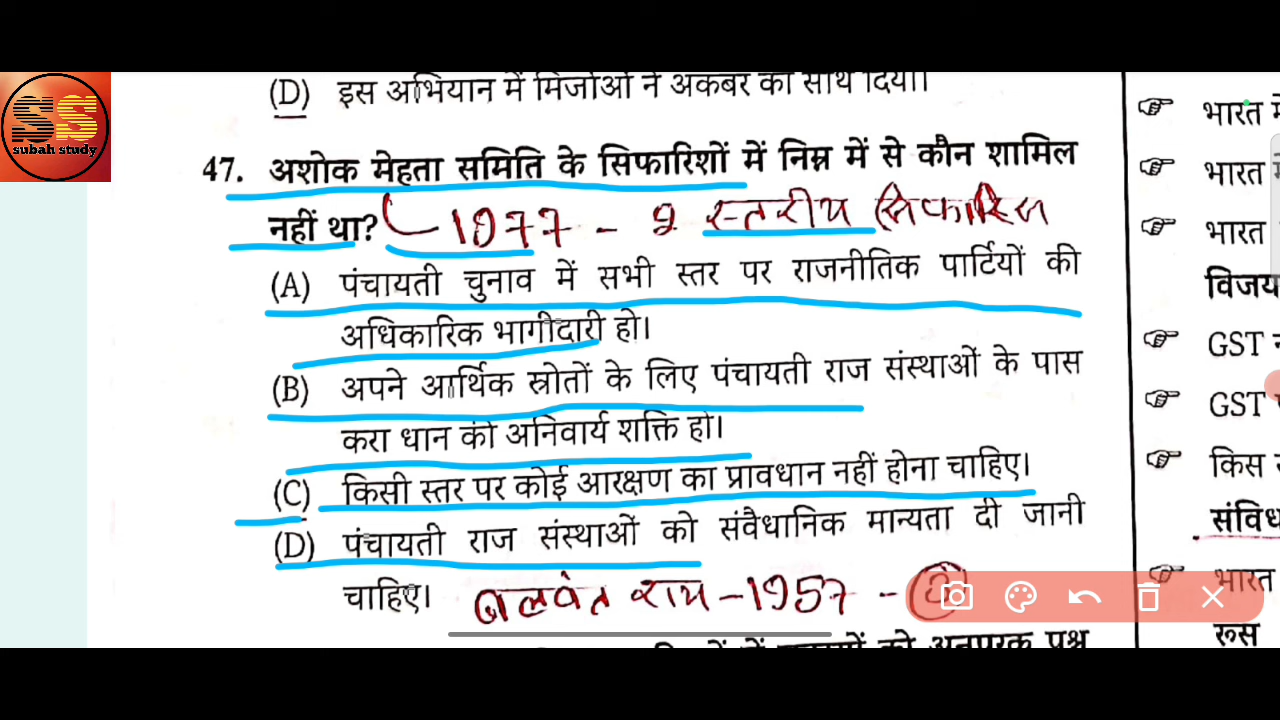 SS
subah study
(D) इस अभियान में मिर्जाओं ने अकबर का साथ दिया।
47. अशोक मेहता समिति के सिफारिशों में निम्न में से कौन शामिल
नहीं था?
1977 - 2 स्तरीय सिफारिस
(A) पंचायती चुनाव में सभी स्तर पर राजनीतिक पार्टियों की
अधिकारिक भागीदारी हो।
(B) अपने आर्थिक स्रोतों के लिए पंचायती राज संस्थाओं के पास
करा धान की अनिवार्य शक्ति हो।
(C) किसी स्तर पर कोई आरक्षण का प्रावधान नहीं होना चाहिए।
(D) पंचायती राज संस्थाओं को संवैधानिक मान्यता दी जानी
चाहिए।
बलवंत राय - 1957 -
भारत में
भारत में
भारत
विजय
GST
GST
किस
संविध
भारत
रूस